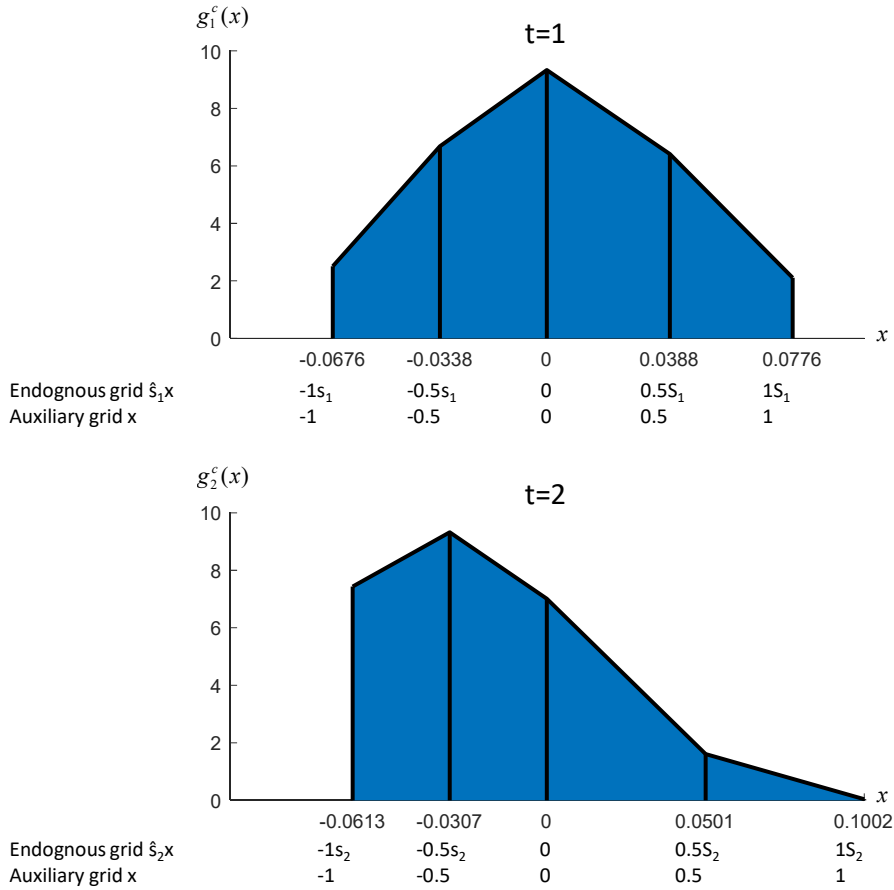 g₁ᶜ(x)
t=1
10
8
6
4
2
0
x
-0.0676 -0.0338 0 0.0388 0.0776
Endognous grid ŝ₁x -1s₁ -0.5s₁ 0 0.5S₁ 1S₁
Auxiliary grid x -1 -0.5 0 0.5 1
g₂ᶜ(x)
t=2
10
8
6
4
2
0
x
-0.0613 -0.0307 0 0.0501 0.1002
Endognous grid ŝ₂x -1s₂ -0.5s₂ 0 0.5S₂ 1S₂
Auxiliary grid x -1 -0.5 0 0.5 1